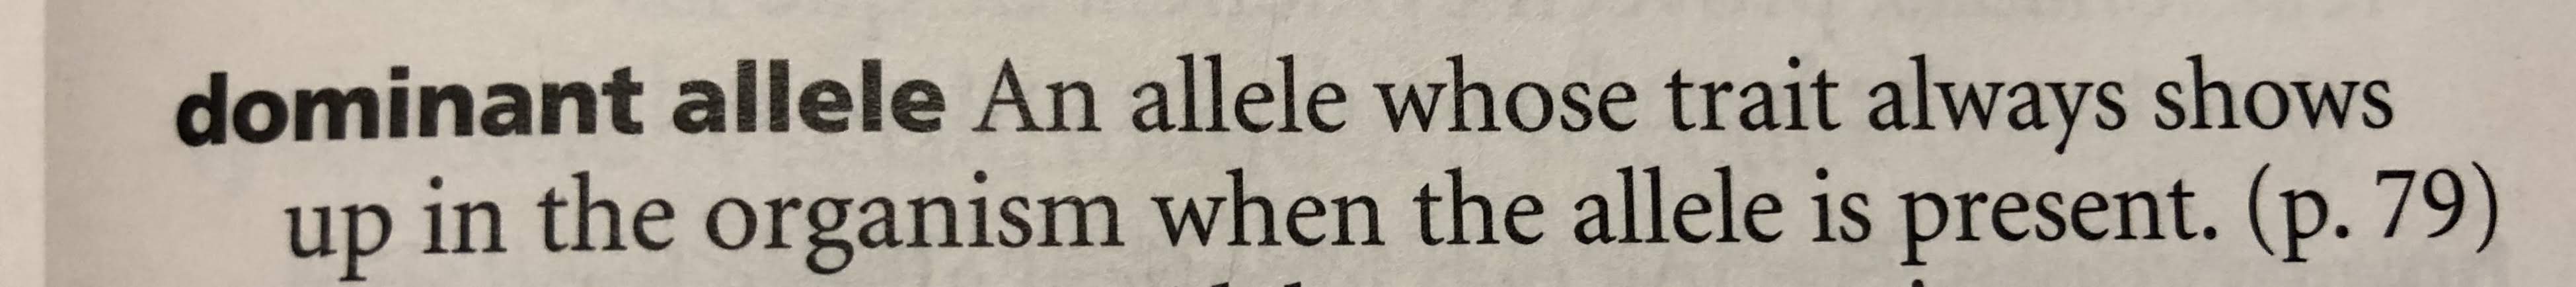 dominant allele An allele whose trait always shows
up in the organism when the allele is present. (p. 79)